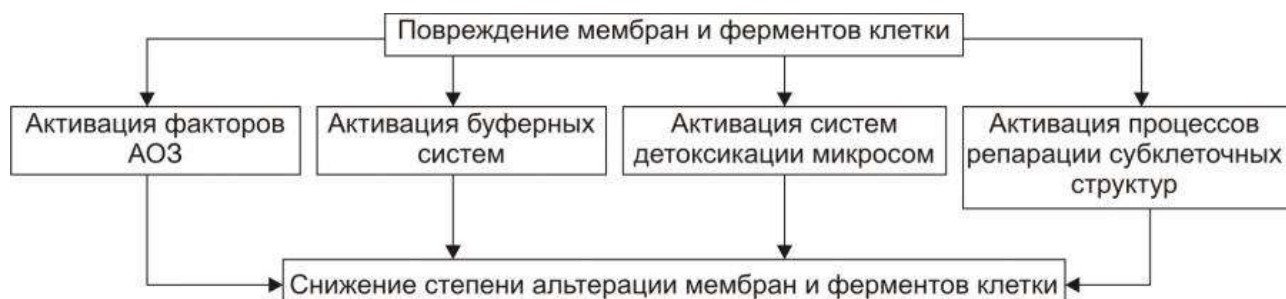 Повреждение мембран и ферментов клетки
Активация факторов
АОЗ
Активация буферных
систем
Активация систем
детоксикации микросом
Активация процессов
репарации субклеточных
структур
Снижение степени альтерации мембран и ферментов клетки